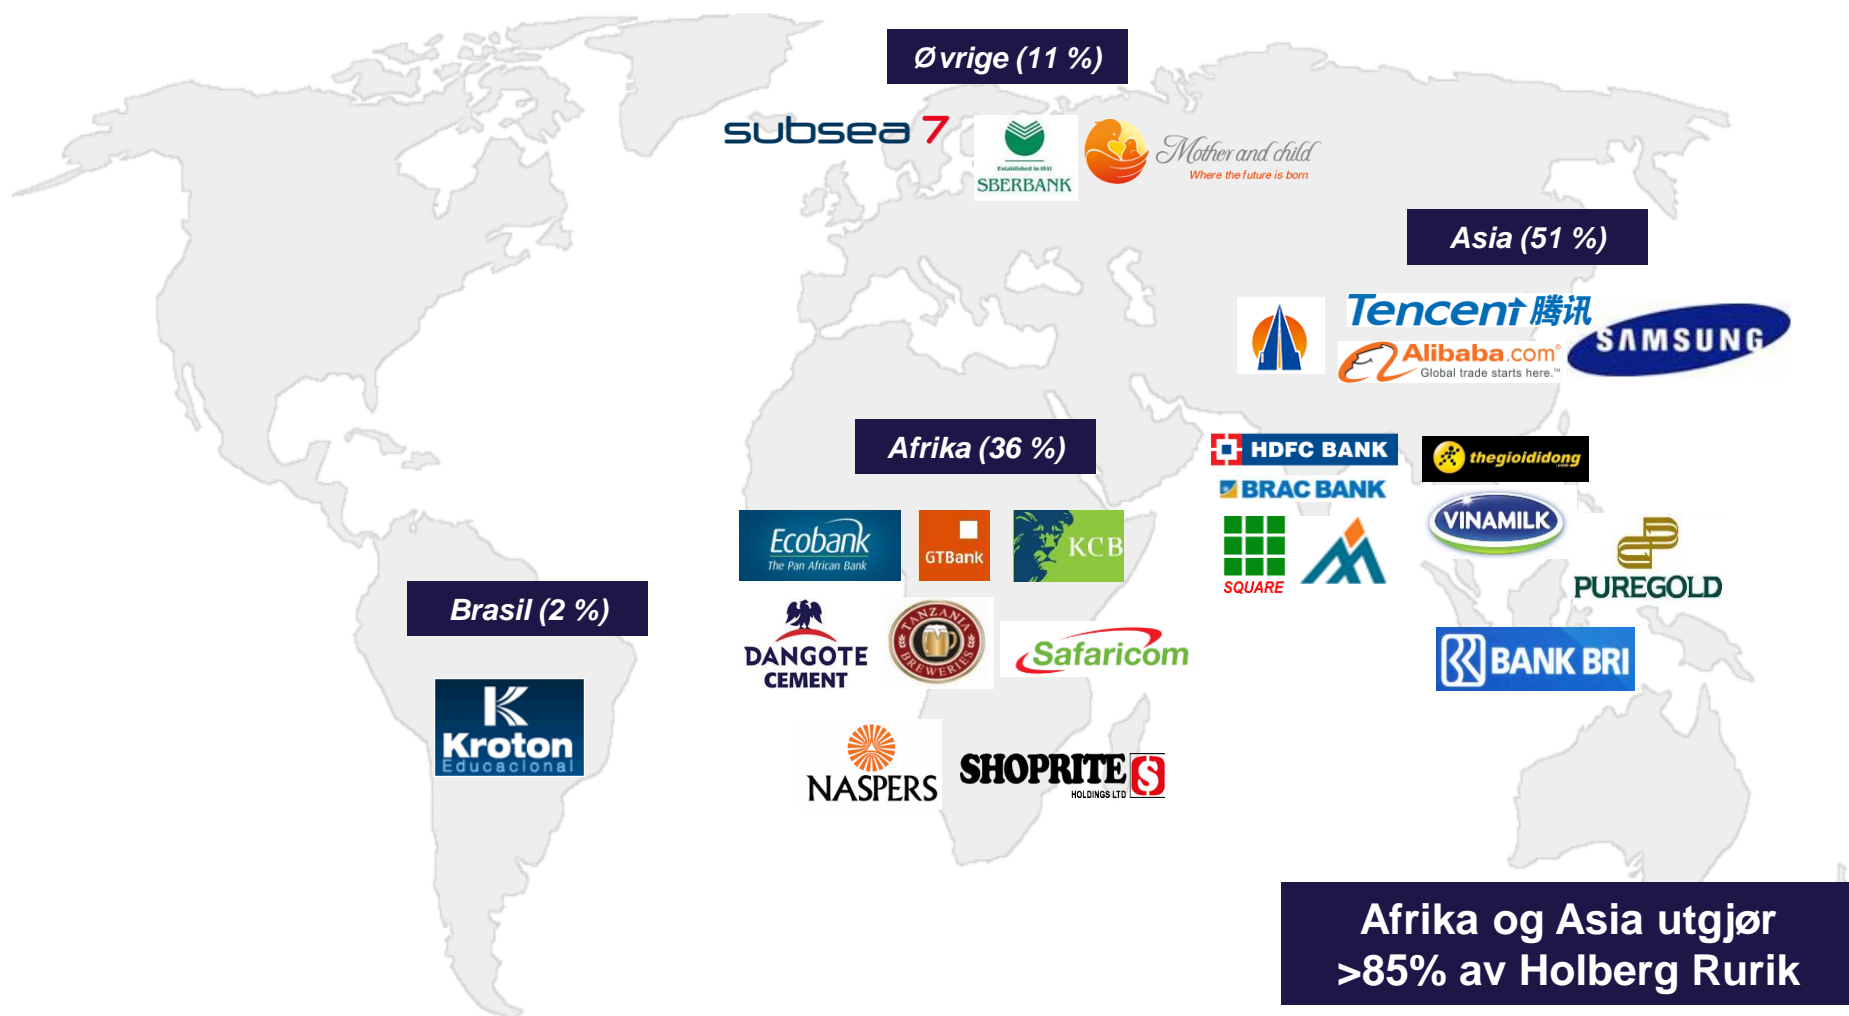 Øvrige (11 %)
subsea 7
Established in 1841
SBERBANK
Mother and child
Where the future is born
Asia (51 %)
Tencent 腾讯
Alibaba.com®
Global trade starts here.™
SAMSUNG
Afrika (36 %)
HDFC BANK
BRAC BANK
SQUARE
thegioididong
.com
VINAMILK
PUREGOLD
BANK BRI
Ecobank
The Pan African Bank
GTBank
KCB
DANGOTE
CEMENT
TANZANIA
BREWERIES
Safaricom
NASPERS
SHOPRITE
HOLDINGS LTD
Brasil (2 %)
Kroton
Educacional
Afrika og Asia utgjør
>85% av Holberg Rurik